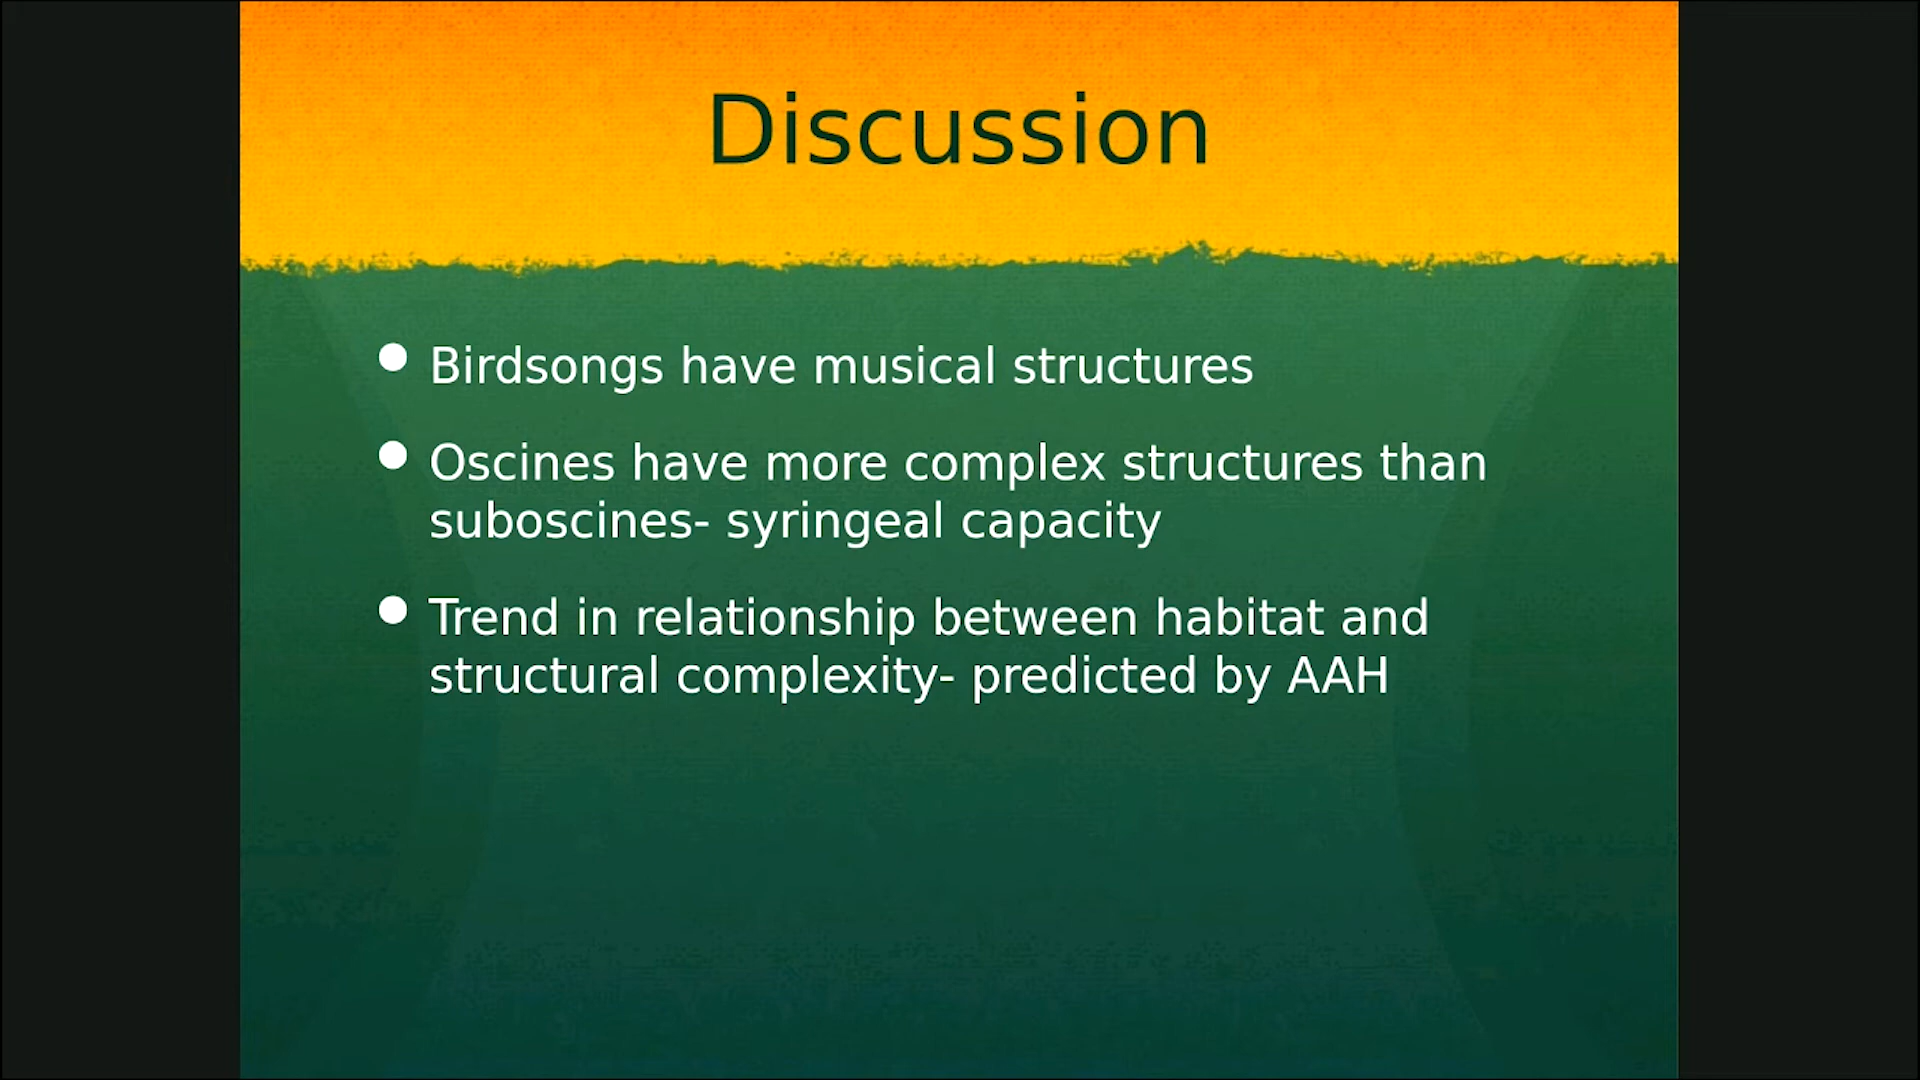 Discussion
● Birdsongs have musical structures
● Oscines have more complex structures than
suboscines- syringeal capacity
● Trend in relationship between habitat and
structural complexity- predicted by AAH